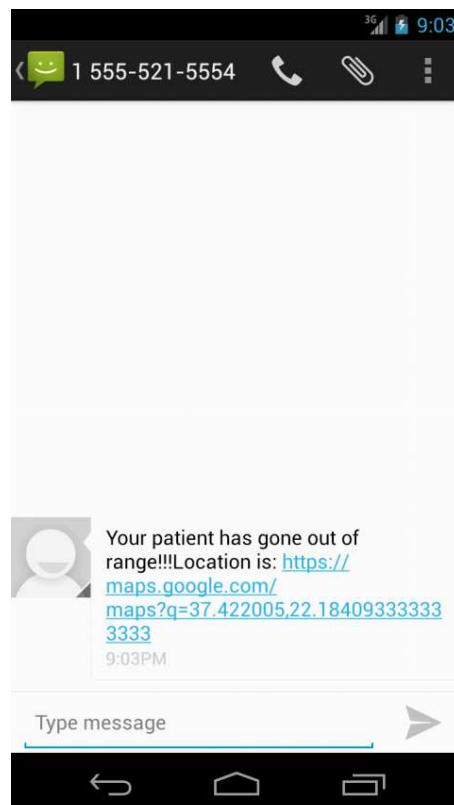 3G 9:03
1 555-521-5554
Your patient has gone out of
range!!!Location is: https://
maps.google.com/
maps?q=37.422005,22.18409333333
3333
9:03PM
Type message